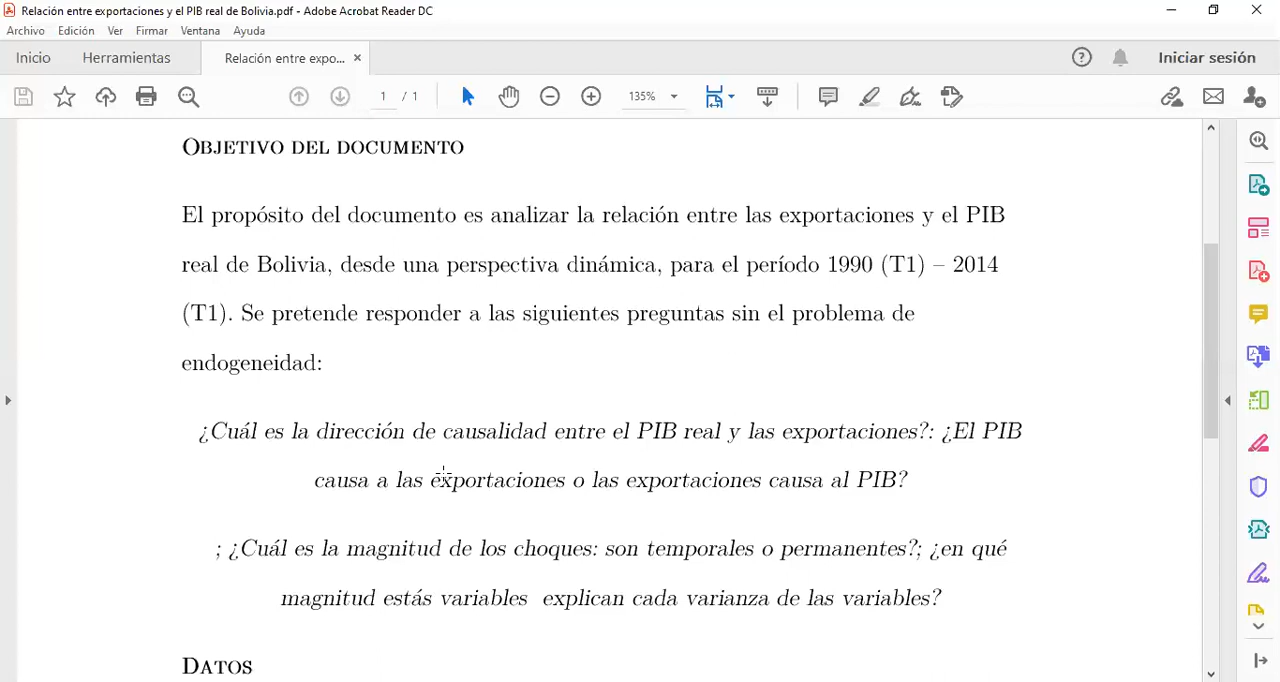 Relación entre exportaciones y el PIB real de Bolivia.pdf - Adobe Acrobat Reader DC
Archivo Edición Ver Firmar Ventana Ayuda
Inicio Herramientas Relación entre expo... × Iniciar sesión
1 / 1 135%
OBJETIVO DEL DOCUMENTO
El propósito del documento es analizar la relación entre las exportaciones y el PIB
real de Bolivia, desde una perspectiva dinámica, para el período 1990 (T1) – 2014
(T1). Se pretende responder a las siguientes preguntas sin el problema de
endogeneidad:
¿Cuál es la dirección de causalidad entre el PIB real y las exportaciones?: ¿El PIB
causa a las exportaciones o las exportaciones causa al PIB?
; ¿Cuál es la magnitud de los choques: son temporales o permanentes?; ¿en qué
magnitud estás variables explican cada varianza de las variables?
DATOS